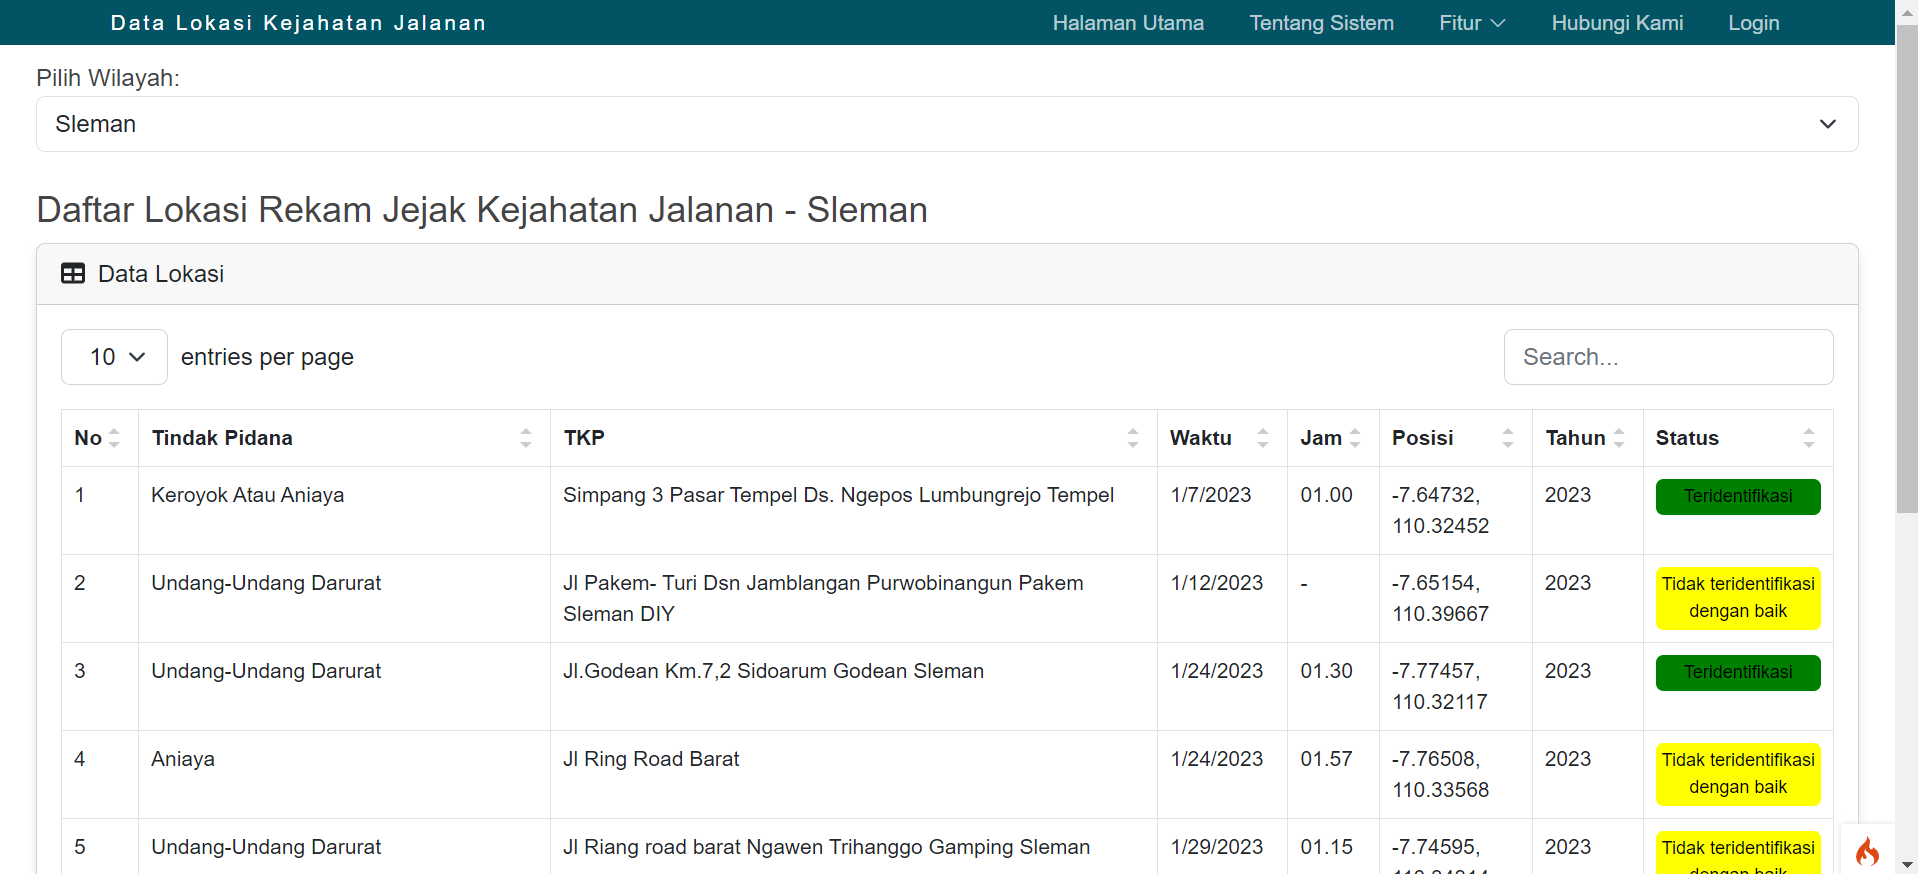 Data Lokasi Kejahatan Jalanan
Halaman Utama
Tentang Sistem
Fitur
Hubungi Kami
Login
Pilih Wilayah:
Sleman
Daftar Lokasi Rekam Jejak Kejahatan Jalanan - Sleman
Data Lokasi
10 entries per page
Search...
No Tindak Pidana TKP Waktu Jam Posisi Tahun Status
1 Keroyok Atau Aniaya Simpang 3 Pasar Tempel Ds. Ngepos Lumbungrejo Tempel 1/7/2023 01.00 -7.64732, 2023 Teridentifikasi
110.32452
2 Undang-Undang Darurat Jl Pakem- Turi Dsn Jamblangan Purwobinangun Pakem 1/12/2023 - -7.65154, 2023 Tidak teridentifikasi
Sleman DIY 110.39667 dengan baik
3 Undang-Undang Darurat Jl.Godean Km.7,2 Sidoarum Godean Sleman 1/24/2023 01.30 -7.77457, 2023 Teridentifikasi
110.32117
4 Aniaya Jl Ring Road Barat 1/24/2023 01.57 -7.76508, 2023 Tidak teridentifikasi
110.33568 dengan baik
5 Undang-Undang Darurat Jl Riang road barat Ngawen Trihanggo Gamping Sleman 1/29/2023 01.15 -7.74595, 2023 Tidak teridentifikasi